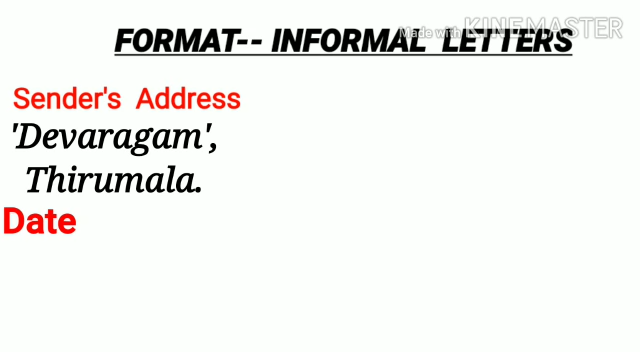 Made with KINEMASTER
FORMAT-- INFORMAL LETTERS
Sender's Address
'Devaragam',
Thirumala.
Date